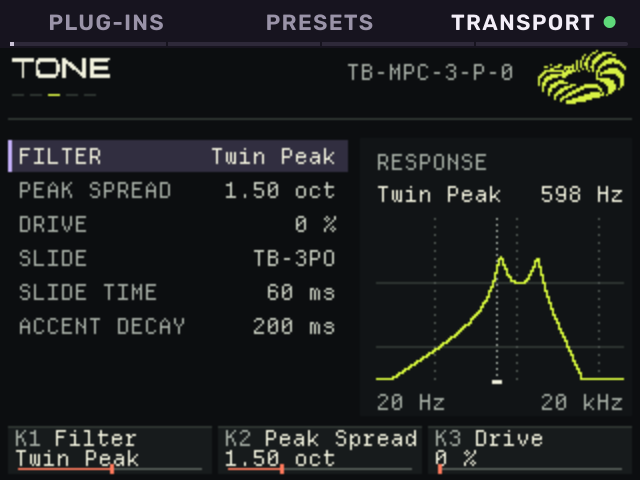 PLUG-INS PRESETS TRANSPORT
TONE TB-MPC-3-P-0
FILTER Twin Peak
PEAK SPREAD 1.50 oct
DRIVE 0 %
SLIDE TB-3PO
SLIDE TIME 60 ms
ACCENT DECAY 200 ms
RESPONSE
Twin Peak 598 Hz
20 Hz 20 kHz
K1 Filter
Twin Peak
K2 Peak Spread
1.50 oct
K3 Drive
0 %